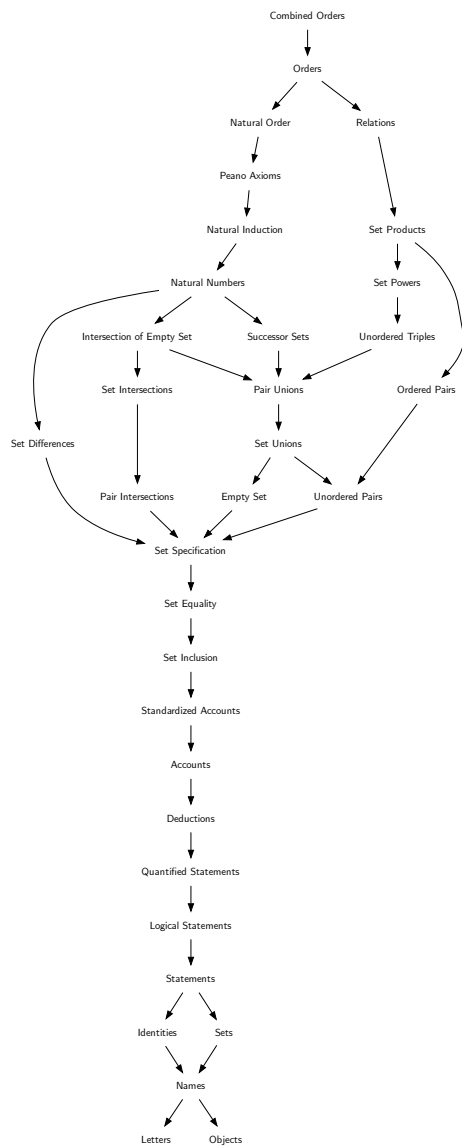 Combined Orders
Orders
Natural Order
Relations
Peano Axioms
Natural Induction
Set Products
Natural Numbers
Set Powers
Intersection of Empty Set
Successor Sets
Unordered Triples
Set Intersections
Pair Unions
Ordered Pairs
Set Differences
Set Unions
Pair Intersections
Empty Set
Unordered Pairs
Set Specification
Set Equality
Set Inclusion
Standardized Accounts
Accounts
Deductions
Quantified Statements
Logical Statements
Statements
Identities
Sets
Names
Letters
Objects